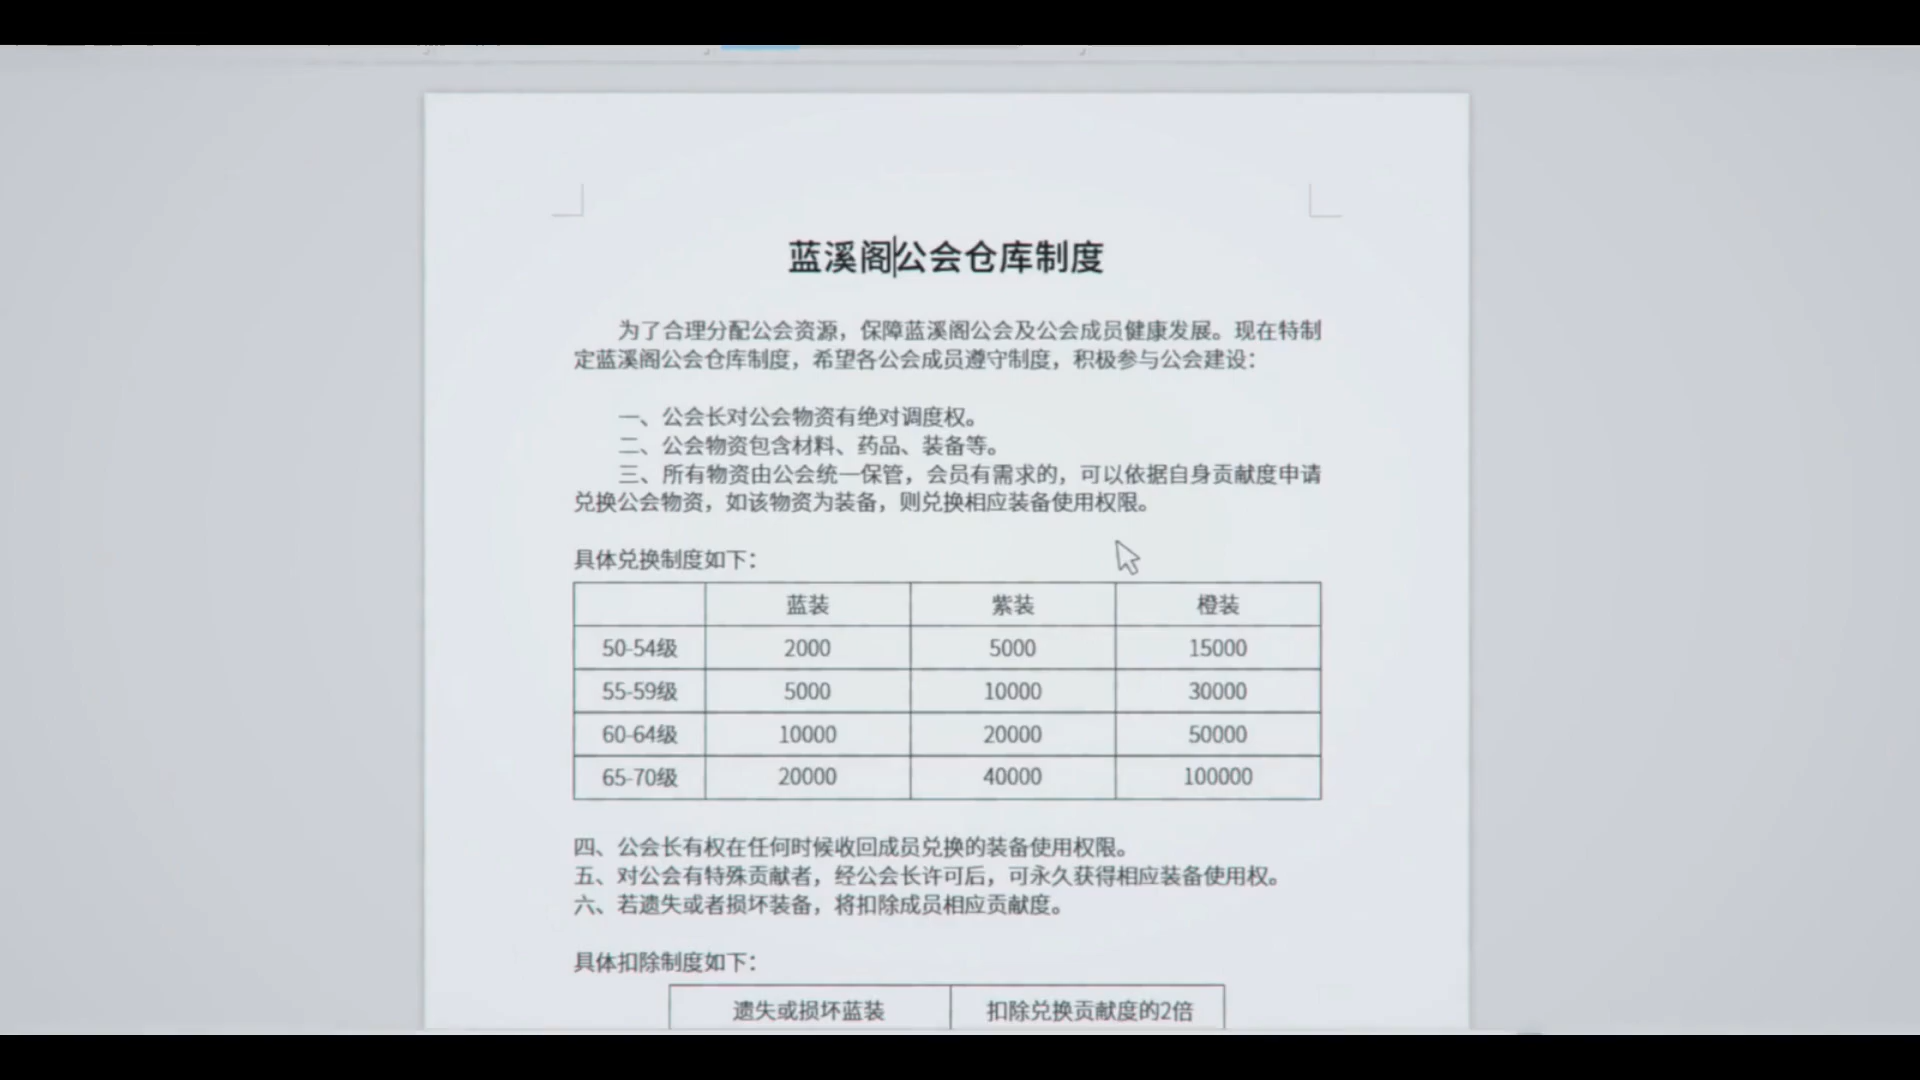 蓝溪阁公会仓库制度
为了合理分配公会资源，保障蓝溪阁公会及公会成员健康发展。现在特制
定蓝溪阁公会仓库制度，希望各公会成员遵守制度，积极参与公会建设：
一、公会长对公会物资有绝对调度权。
二、公会物资包含材料、药品、装备等。
三、所有物资由公会统一保管，会员有需求的，可以依据自身贡献度申请
兑换公会物资，如该物资为装备，则兑换相应装备使用权限。
具体兑换制度如下：
蓝装 紫装 橙装
50-54级 2000 5000 15000
55-59级 5000 10000 30000
60-64级 10000 20000 50000
65-70级 20000 40000 100000
四、公会长有权在任何时候收回成员兑换的装备使用权限。
五、对公会有特殊贡献者，经公会长许可后，可永久获得相应装备使用权。
六、若遗失或者损坏装备，将扣除成员相应贡献度。
具体扣除制度如下：
遗失或损坏蓝装 扣除兑换贡献度的2倍